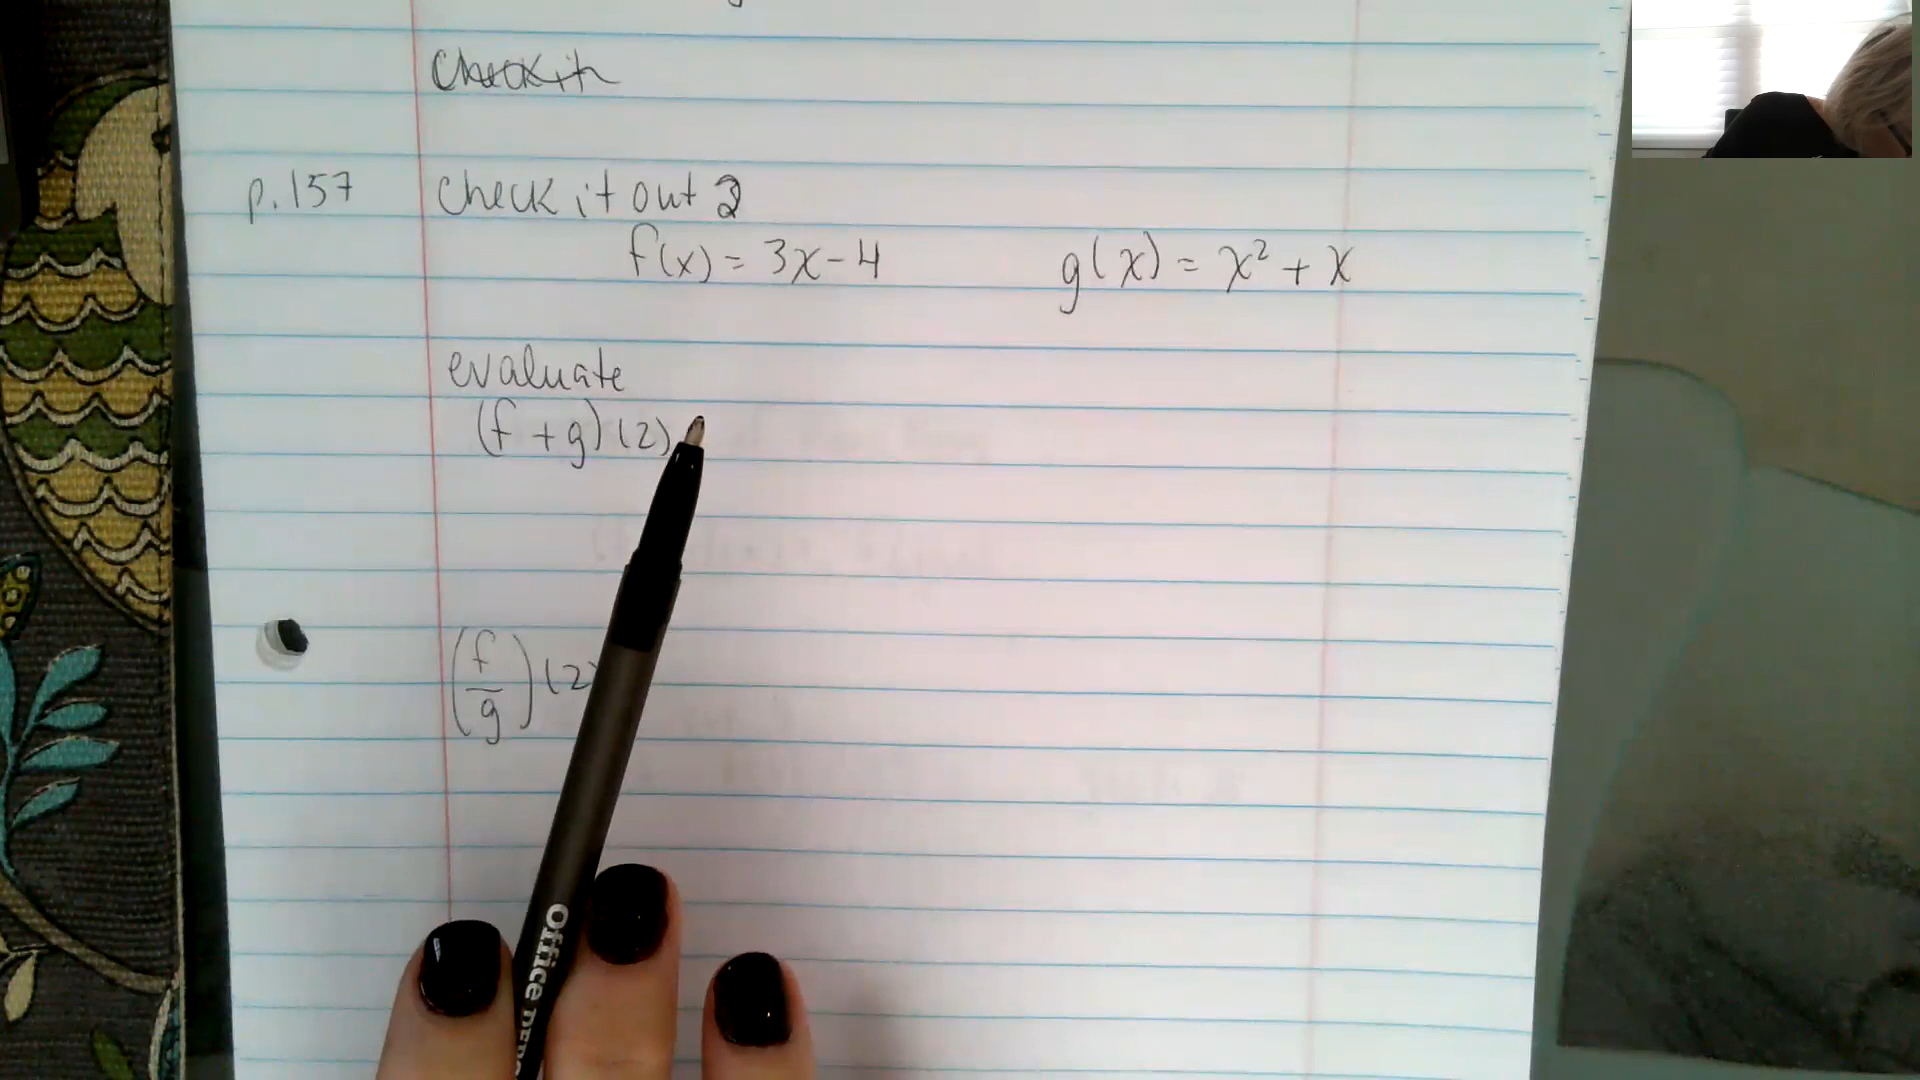 Check it
p. 157 Check it out 2
f(x) = 3x - 4 g(x) = x² + x
evaluate
(f + g)(2)
(f/g)(2)
Office